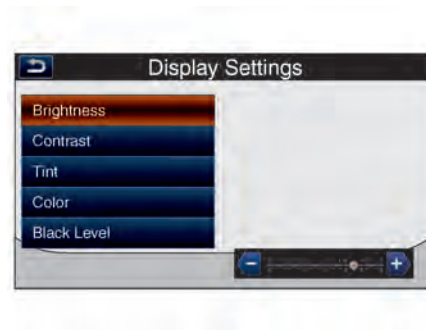 Display Settings
Brightness
Contrast
Tint
Color
Black Level
- +